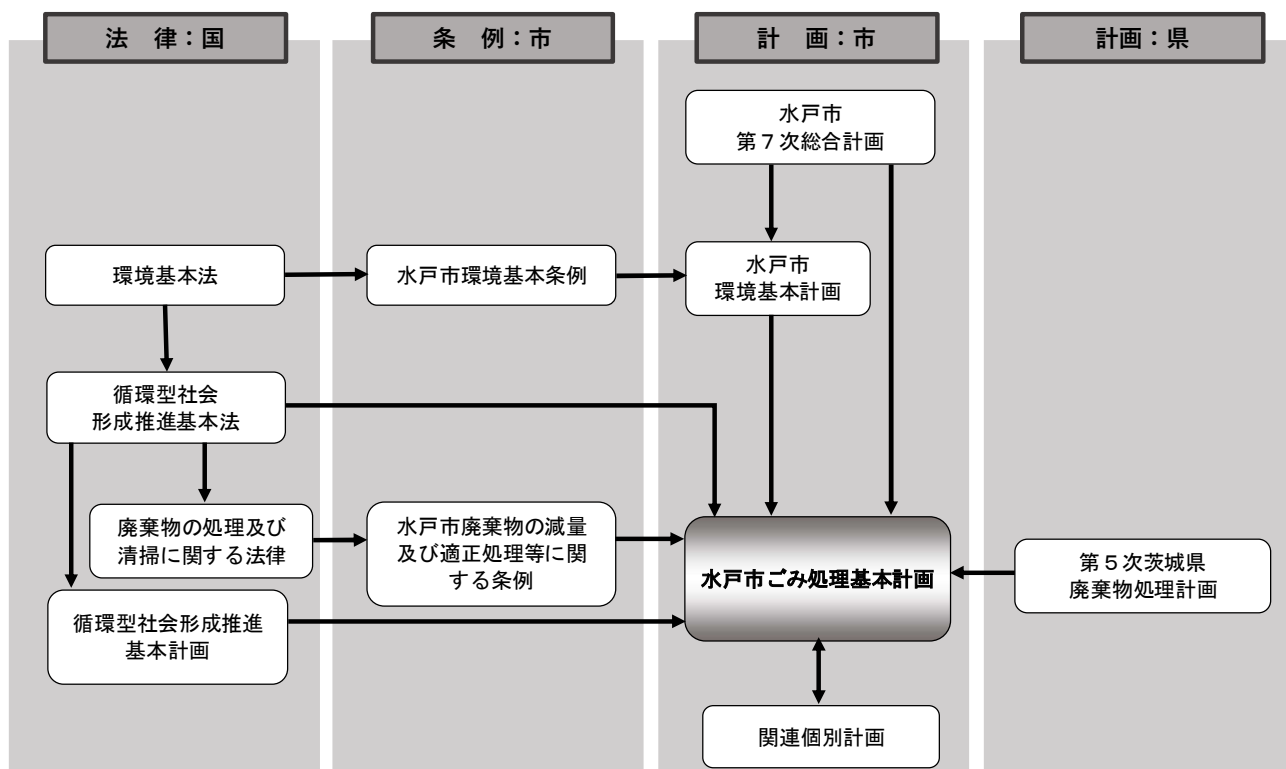 法　律：国
条　例：市
計　画：市
計画：県
水戸市
第７次総合計画
環境基本法
水戸市環境基本条例
水戸市
環境基本計画
循環型社会
形成推進基本法
廃棄物の処理及び
清掃に関する法律
水戸市廃棄物の減量
及び適正処理等に関
する条例
水戸市ごみ処理基本計画
第５次茨城県
廃棄物処理計画
循環型社会形成推進
基本計画
関連個別計画